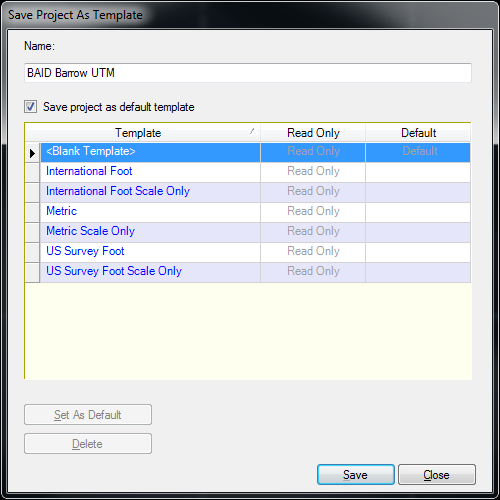 Save Project As Template
Name:
BAID Barrow UTM
Save project as default template
Template Read Only Default
<Blank Template> Read Only Default
International Foot Read Only
International Foot Scale Only Read Only
Metric Read Only
Metric Scale Only Read Only
US Survey Foot Read Only
US Survey Foot Scale Only Read Only
Set As Default
Delete
Save Close